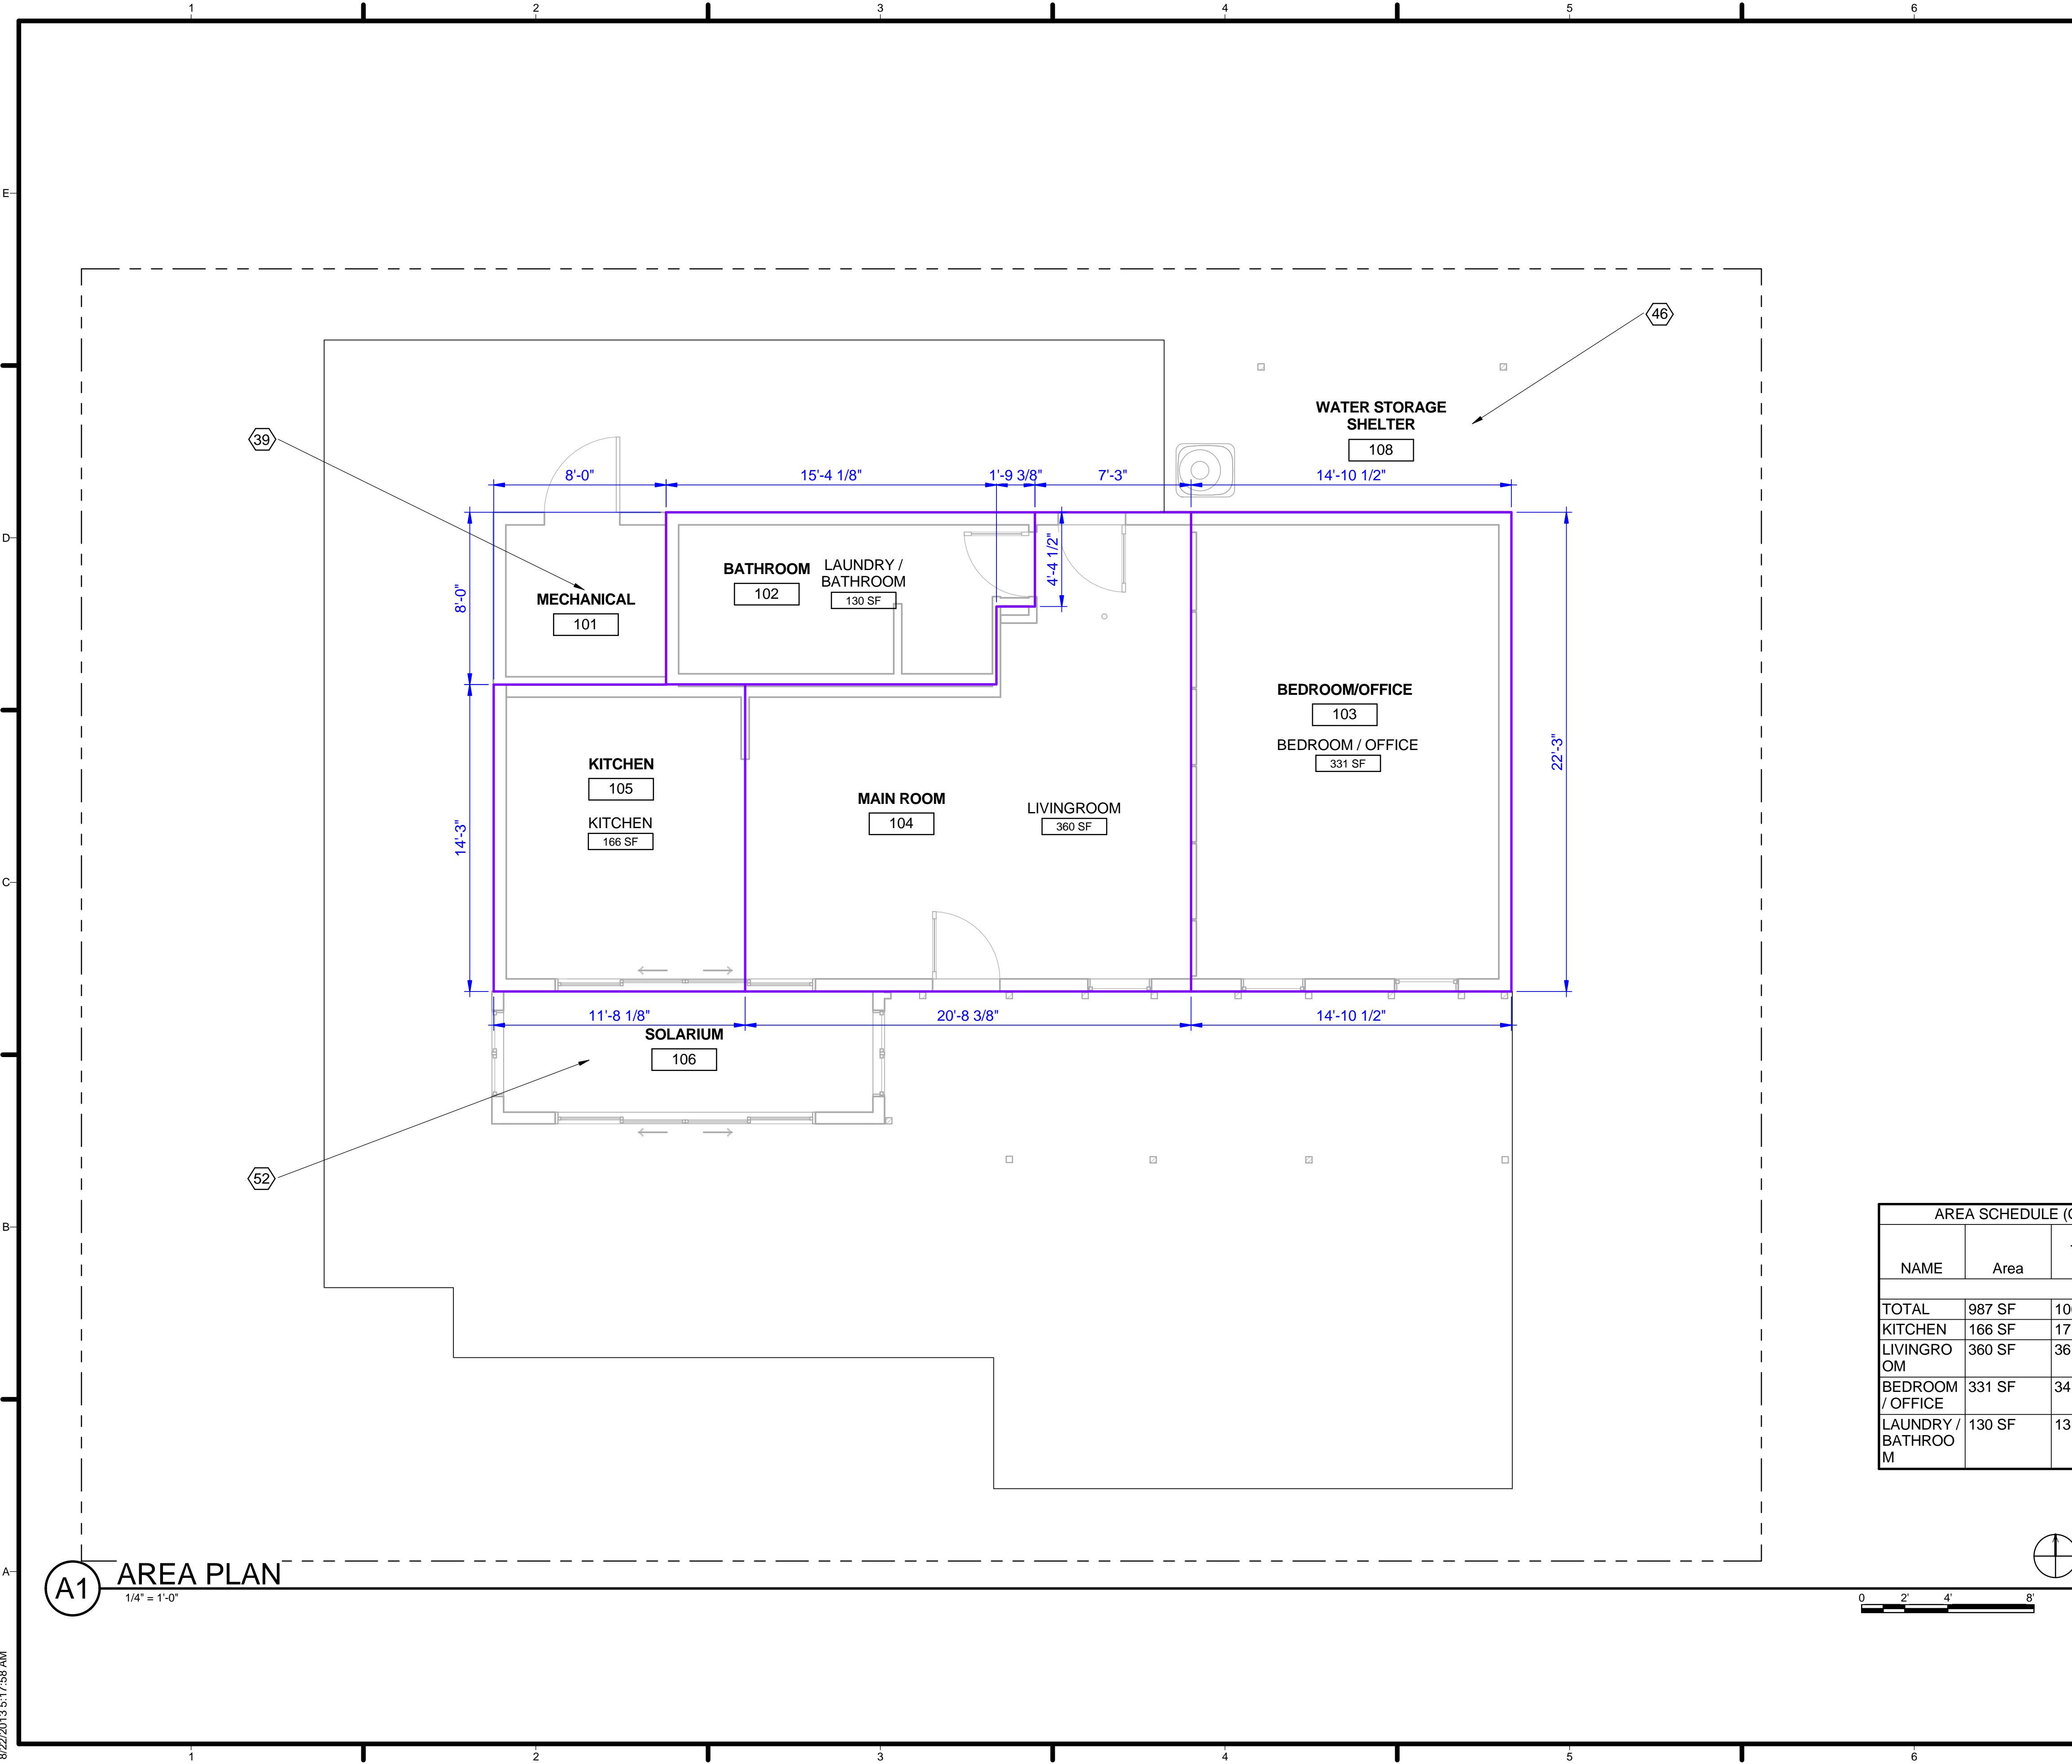 1 2 3 4 5 6
E
46
WATER STORAGE
SHELTER
108
39
8'-0" 15'-4 1/8" 1'-9 3/8" 7'-3" 14'-10 1/2"
D
8'-0"
4'-4 1/2"
BATHROOM
102
LAUNDRY /
BATHROOM
130 SF
MECHANICAL
101
BEDROOM/OFFICE
103
BEDROOM / OFFICE
331 SF
22'-3"
KITCHEN
105
KITCHEN
166 SF
14'-3"
MAIN ROOM
104
LIVINGROOM
360 SF
C
11'-8 1/8" 20'-8 3/8" 14'-10 1/2"
SOLARIUM
106
52
B
AREA SCHEDULE (
NAME Area
TOTAL 987 SF 10
KITCHEN 166 SF 17
LIVINGRO 360 SF 36
OM
BEDROOM 331 SF 34
/ OFFICE
LAUNDRY / 130 SF 13
BATHROO
M
A
A1 AREA PLAN
1/4" = 1'-0"
0 2' 4' 8'
8/22/2013 5:17:58 AM
1 2 3 4 5 6